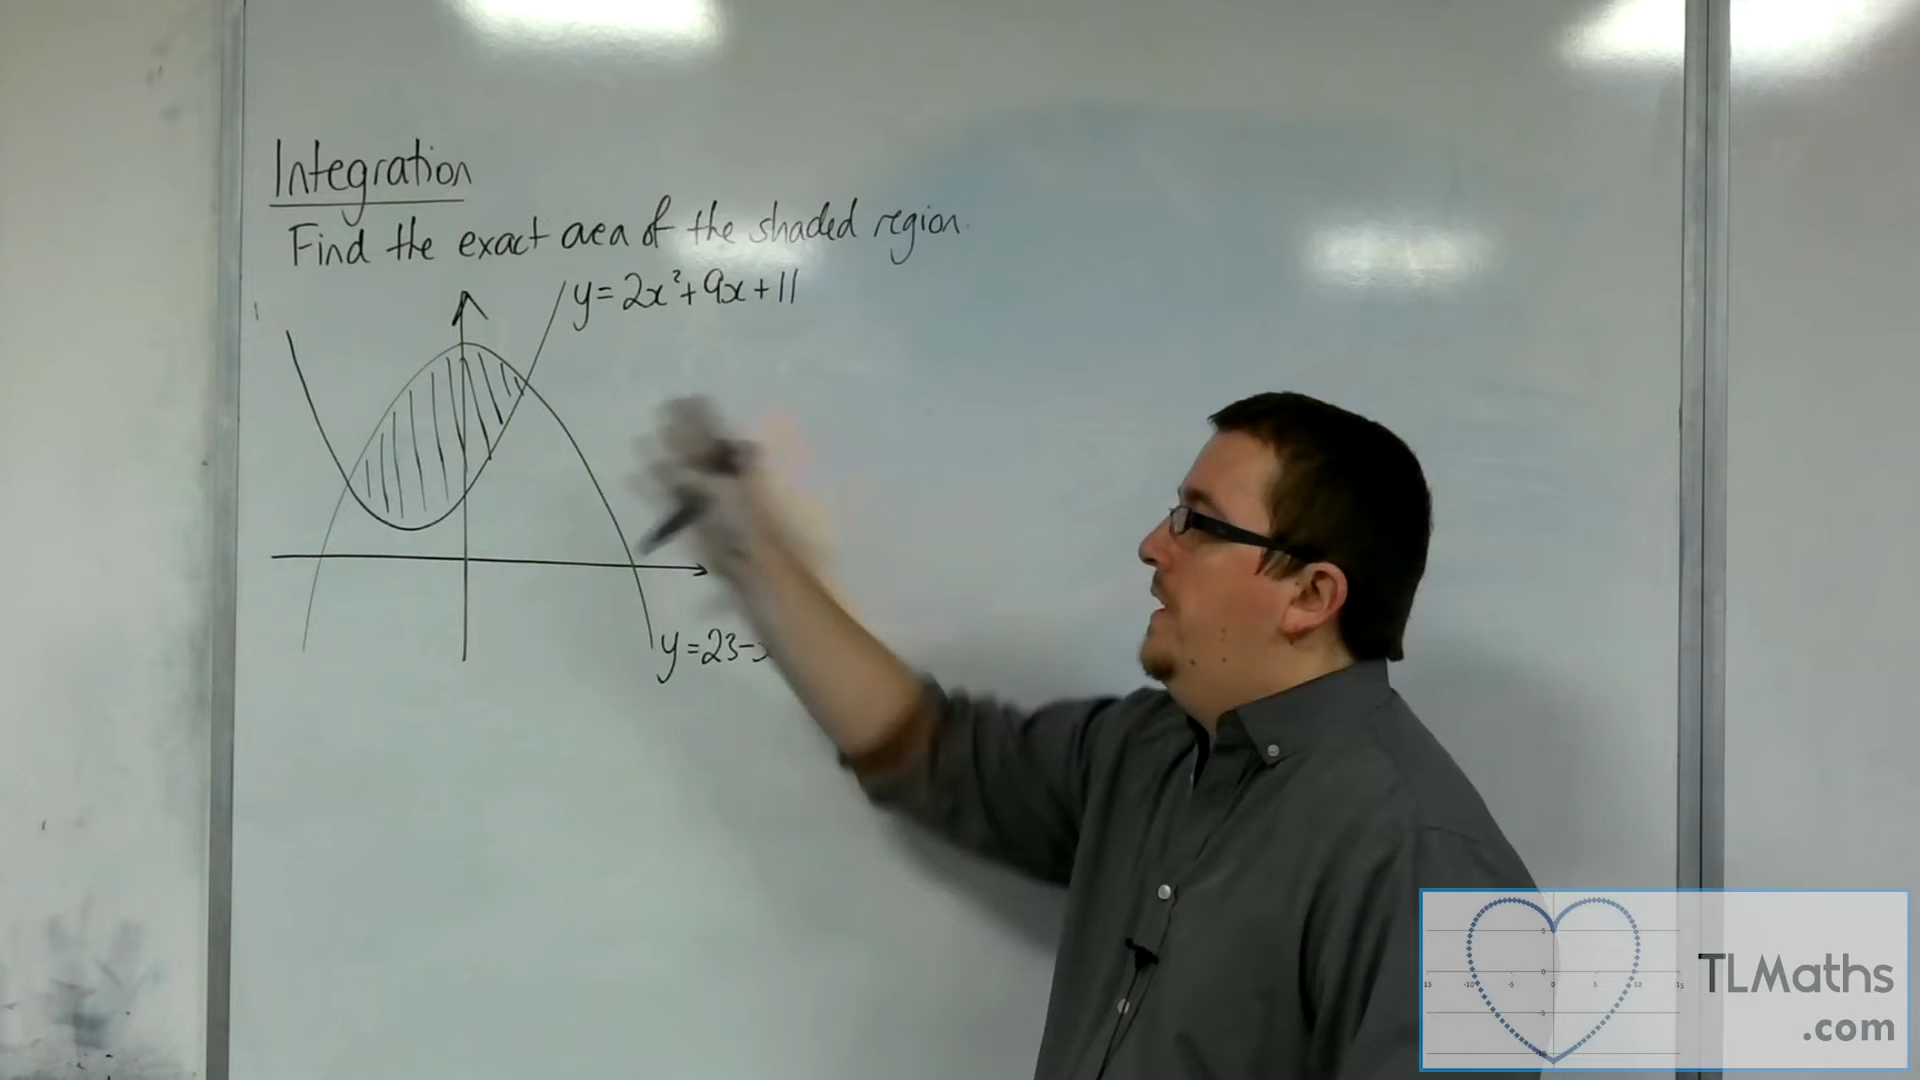 Integration
Find the exact area of the shaded region.
y=2x²+9x+11
y=23-x
TLMaths
.com